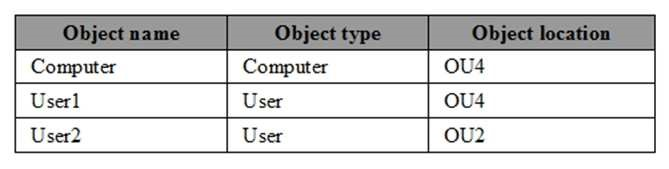 Object name Object type Object location
Computer Computer OU4
User1 User OU4
User2 User OU2